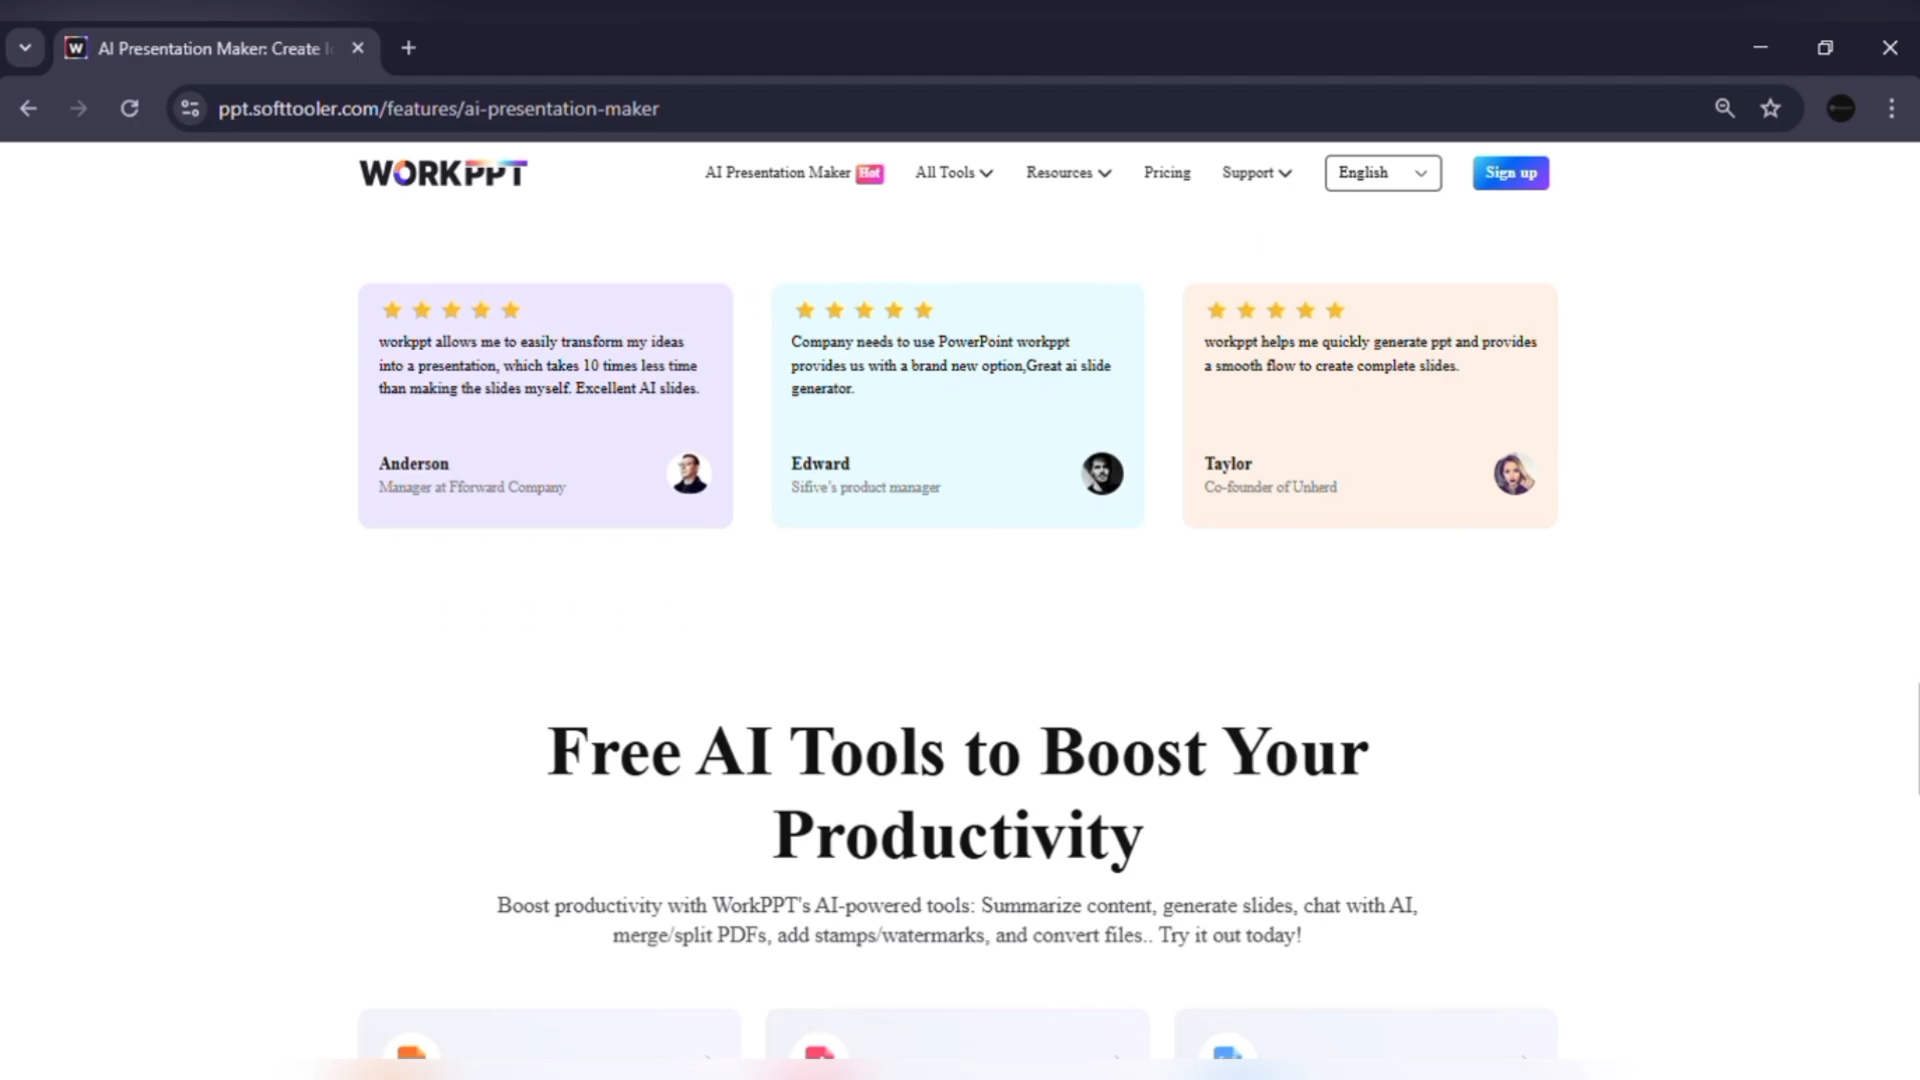 AI Presentation Maker: Create
ppt.softtooler.com/features/ai-presentation-maker
WORKPPT
AI Presentation Maker Hot
All Tools
Resources
Pricing
Support
English
Sign up
workppt allows me to easily transform my ideas
into a presentation, which takes 10 times less time
than making the slides myself. Excellent AI slides.
Anderson
Manager at Fforward Company
Company needs to use PowerPoint workppt
provides us with a brand new option,Great ai slide
generator.
Edward
Sifive's product manager
workppt helps me quickly generate ppt and provides
a smooth flow to create complete slides.
Taylor
Co-founder of Unherd
Free AI Tools to Boost Your
Productivity
Boost productivity with WorkPPT's AI-powered tools: Summarize content, generate slides, chat with AI,
merge/split PDFs, add stamps/watermarks, and convert files.. Try it out today!